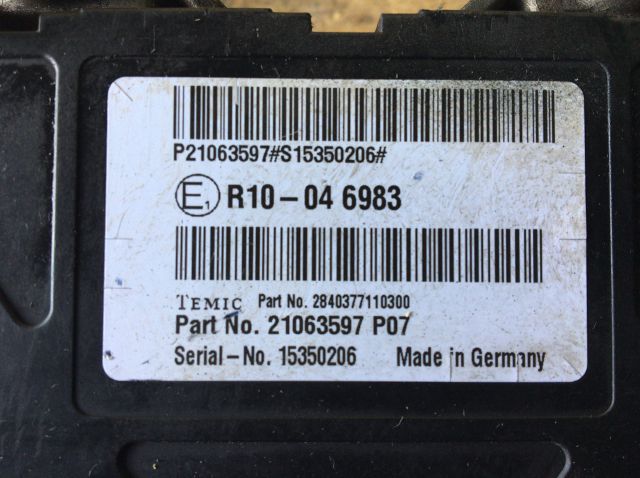 P21063597#S15350206#
E1 R10-04 6983
TEMIC Part No. 2840377110300
Part No. 21063597 P07
Serial-No. 15350206 Made in Germany